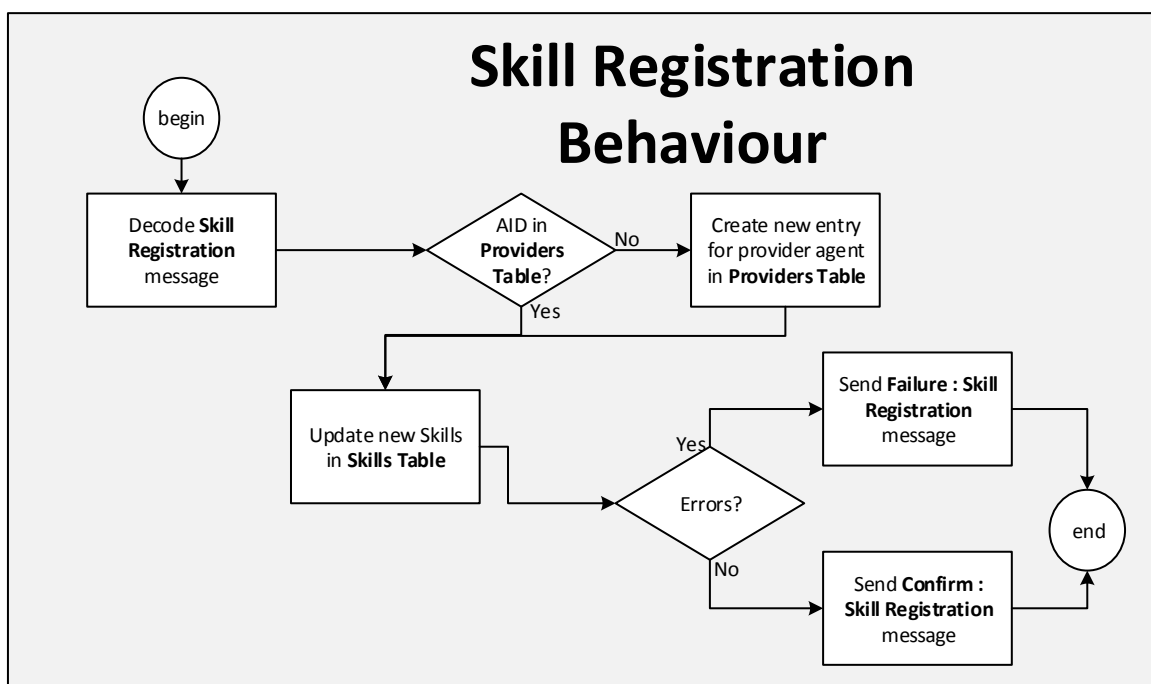 Skill Registration
Behaviour
begin
Decode Skill
Registration
message
AID in
Providers
Table?
No
Yes
Create new entry
for provider agent
in Providers Table
Update new Skills
in Skills Table
Errors?
Yes
No
Send Failure : Skill
Registration
message
Send Confirm :
Skill Registration
message
end